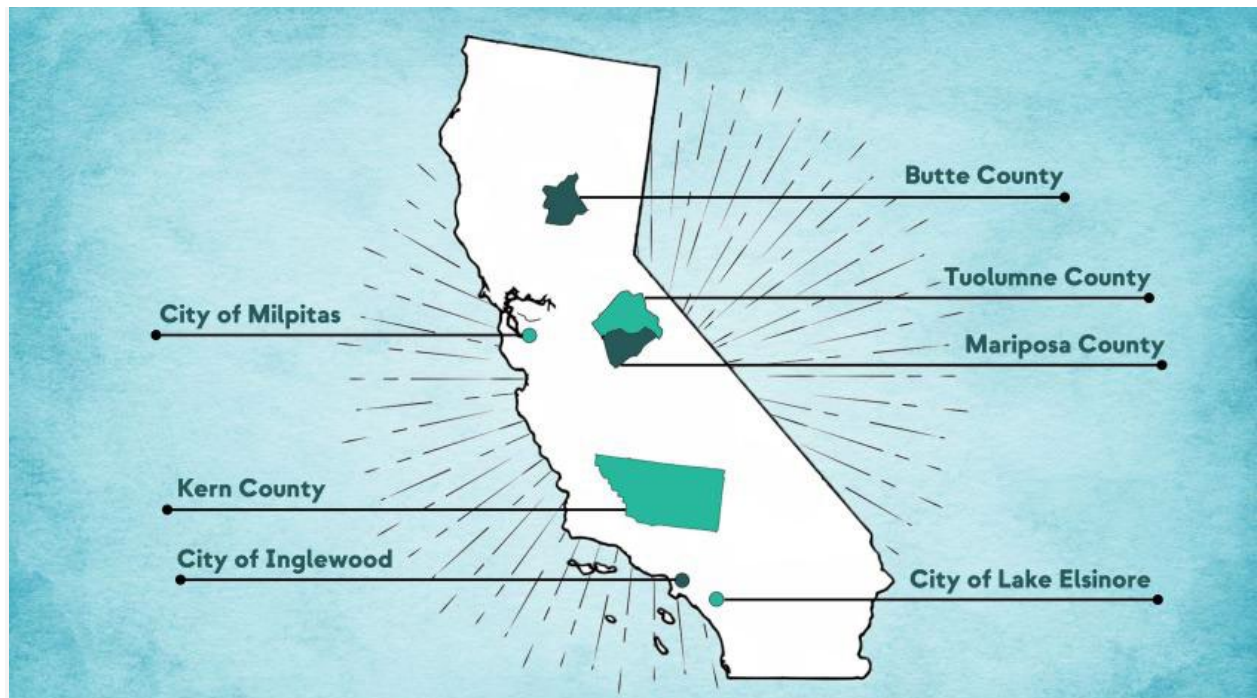 Butte County
Tuolumne County
City of Milpitas
Mariposa County
Kern County
City of Inglewood
City of Lake Elsinore